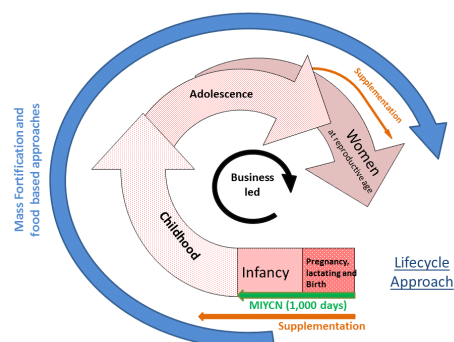 Mass Fortification and
food based approaches
Adolescence
Supplementation
Women
at reproductive age
Business
led
Childhood
Infancy
Pregnancy,
lactating and
Birth
MIYCN (1,000 days)
Supplementation
Lifecycle
Approach